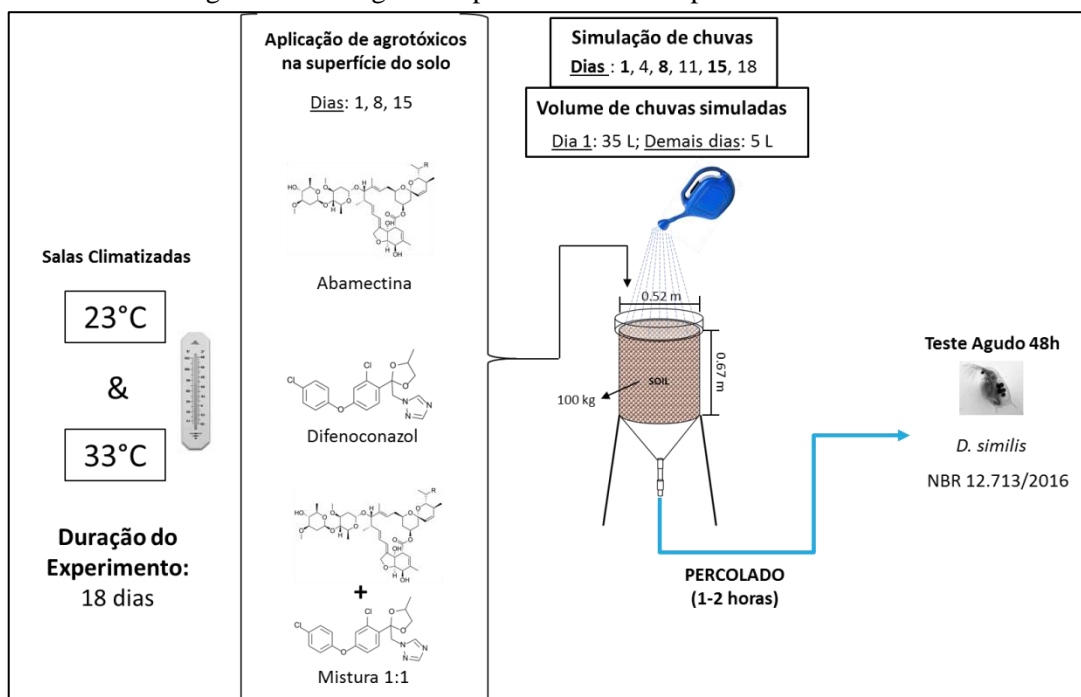 Salas Climatizadas
23°C
&
33°C
Duração do
Experimento:
18 dias
Aplicação de agrotóxicos
na superfície do solo
Dias: 1, 8, 15
Abamectina
Difenoconazol
+
Mistura 1:1
Simulação de chuvas
Dias : 1, 4, 8, 11, 15, 18
Volume de chuvas simuladas
Dia 1: 35 L; Demais dias: 5 L
0.52 m
0.67 m
SOIL
100 kg
PERCOLADO
(1-2 horas)
Teste Agudo 48h
D. similis
NBR 12.713/2016